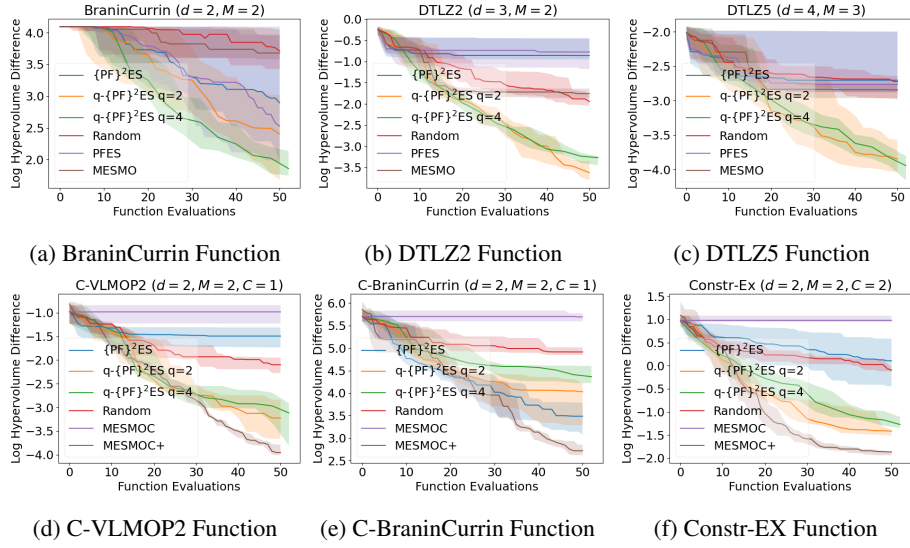 BraninCurrin (d = 2, M = 2)
Log Hypervolume Difference
4.0
3.5
3.0
2.5
2.0
{PF}²ES
q-{PF}²ES q=2
q-{PF}²ES q=4
Random
PFES
MESMO
0 10 20 30 40 50
Function Evaluations
(a) BraninCurrin Function
DTLZ2 (d = 3, M = 2)
Log Hypervolume Difference
0.0
−0.5
−1.0
−1.5
−2.0
−2.5
−3.0
−3.5
{PF}²ES
q-{PF}²ES q=2
q-{PF}²ES q=4
Random
PFES
MESMO
0 10 20 30 40 50
Function Evaluations
(b) DTLZ2 Function
DTLZ5 (d = 4, M = 3)
Log Hypervolume Difference
−2.0
−2.5
−3.0
−3.5
−4.0
{PF}²ES
q-{PF}²ES q=2
q-{PF}²ES q=4
Random
PFES
MESMO
0 10 20 30 40 50
Function Evaluations
(c) DTLZ5 Function
C-VLMOP2 (d = 2, M = 2, C = 1)
Log Hypervolume Difference
−1.0
−1.5
−2.0
−2.5
−3.0
−3.5
−4.0
{PF}²ES
q-{PF}²ES q=2
q-{PF}²ES q=4
Random
MESMOC
MESMOC+
0 10 20 30 40 50
Function Evaluations
(d) C-VLMOP2 Function
C-BraninCurrin (d = 2, M = 2, C = 1)
Log Hypervolume Difference
6.0
5.5
5.0
4.5
4.0
3.5
3.0
2.5
{PF}²ES
q-{PF}²ES q=2
q-{PF}²ES q=4
Random
MESMOC
MESMOC+
0 10 20 30 40 50
Function Evaluations
(e) C-BraninCurrin Function
Constr-Ex (d = 2, M = 2, C = 2)
Log Hypervolume Difference
1.5
1.0
0.5
0.0
−0.5
−1.0
−1.5
−2.0
{PF}²ES
q-{PF}²ES q=2
q-{PF}²ES q=4
Random
MESMOC
MESMOC+
0 10 20 30 40 50
Function Evaluations
(f) Constr-EX Function